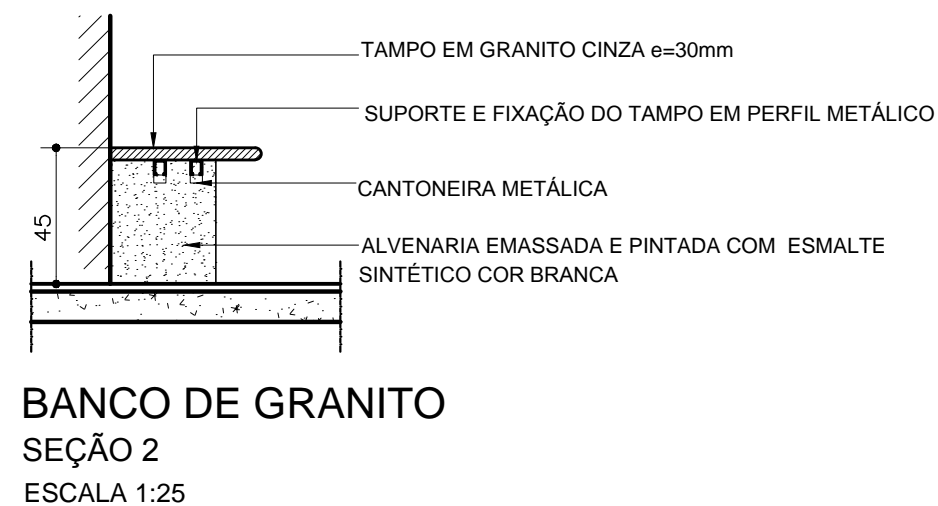 TAMPO EM GRANITO CINZA e=30mm
SUPORTE E FIXAÇÃO DO TAMPO EM PERFIL METÁLICO
CANTONEIRA METÁLICA
45
ALVENARIA EMASSADA E PINTADA COM ESMALTE
SINTÉTICO COR BRANCA
BANCO DE GRANITO
SEÇÃO 2
ESCALA 1:25